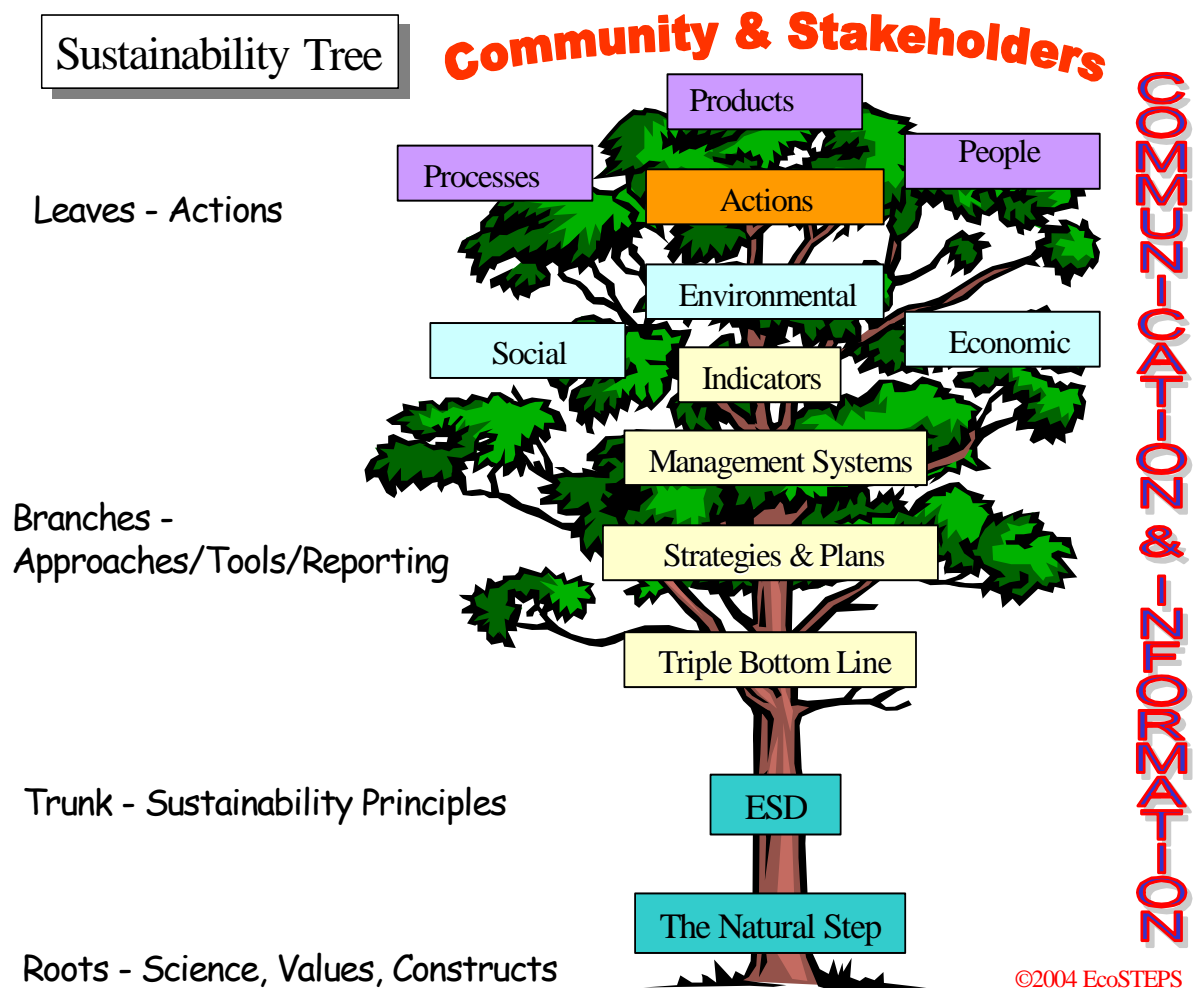 Sustainability Tree
Community & Stakeholders
Products
People
Processes
Actions
Leaves - Actions
Environmental
Social
Economic
Indicators
Management Systems
Branches -
Approaches/Tools/Reporting
Strategies & Plans
Triple Bottom Line
Trunk - Sustainability Principles
ESD
The Natural Step
Roots - Science, Values, Constructs
COMMUNICATION & INFORMATION
©2004 EcoSTEPS